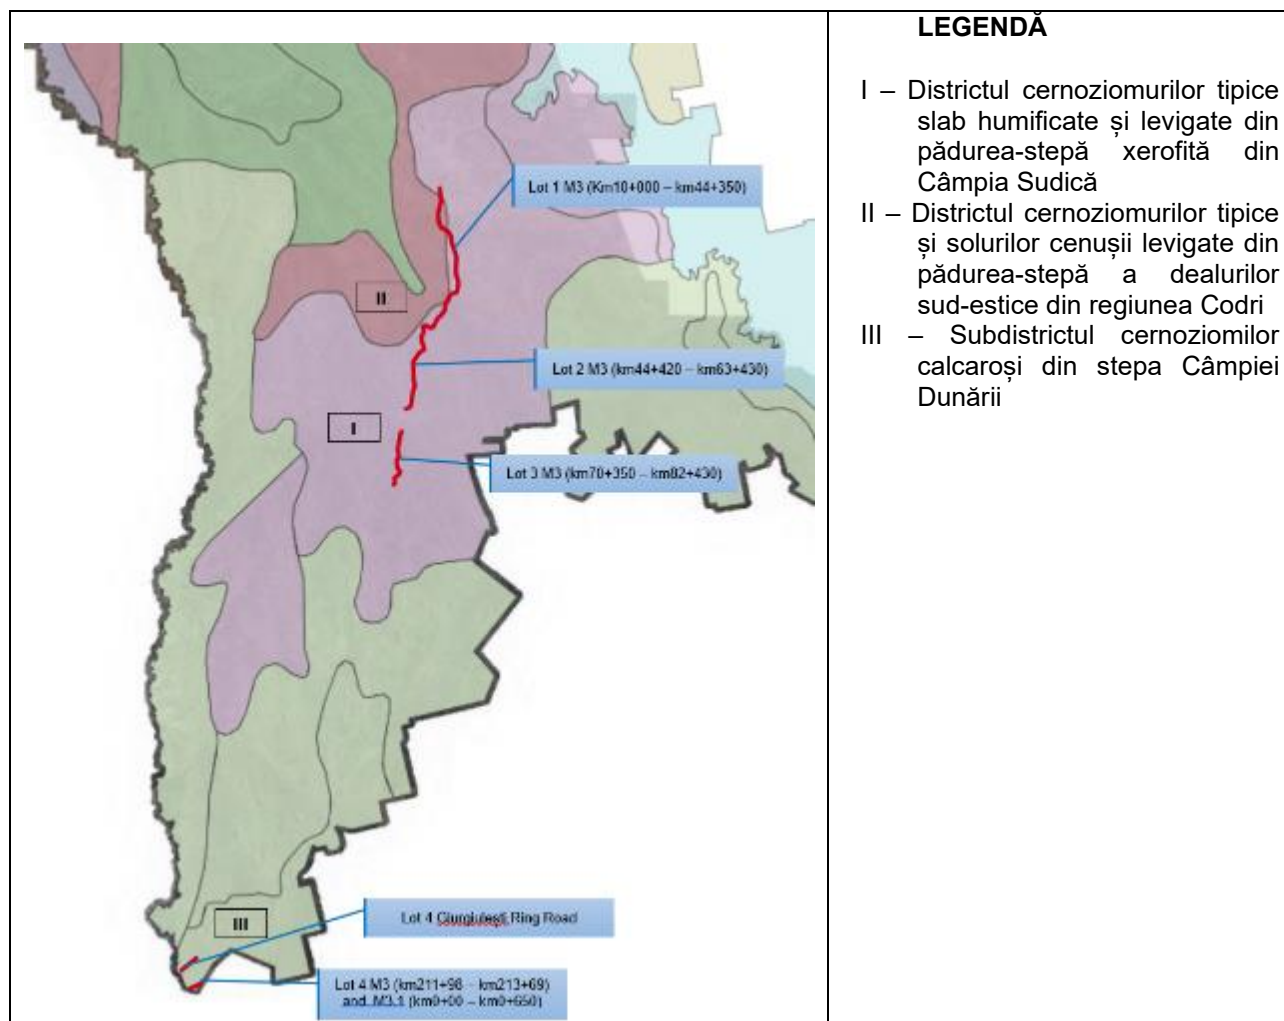 LEGENDĂ
I – Districtul cernoziomurilor tipice
slab humificate și levigate din
pădurea-stepă xerofită din
Câmpia Sudică
II – Districtul cernoziomurilor tipice
și solurilor cenușii levigate din
pădurea-stepă a dealurilor
sud-estice din regiunea Codri
III – Subdistrictul cernoziomilor
calcaroși din stepa Câmpiei
Dunării
Lot 1 M3 (Km10+000 – km44+350)
II
Lot 2 M3 (km44+420 – km63+430)
I
Lot 3 M3 (km70+350 – km82+430)
III
Lot 4 Giurgiulești Ring Road
Lot 4 M3 (km211+98 – km213+69)
and M3.1 (km0+00 – km0+650)